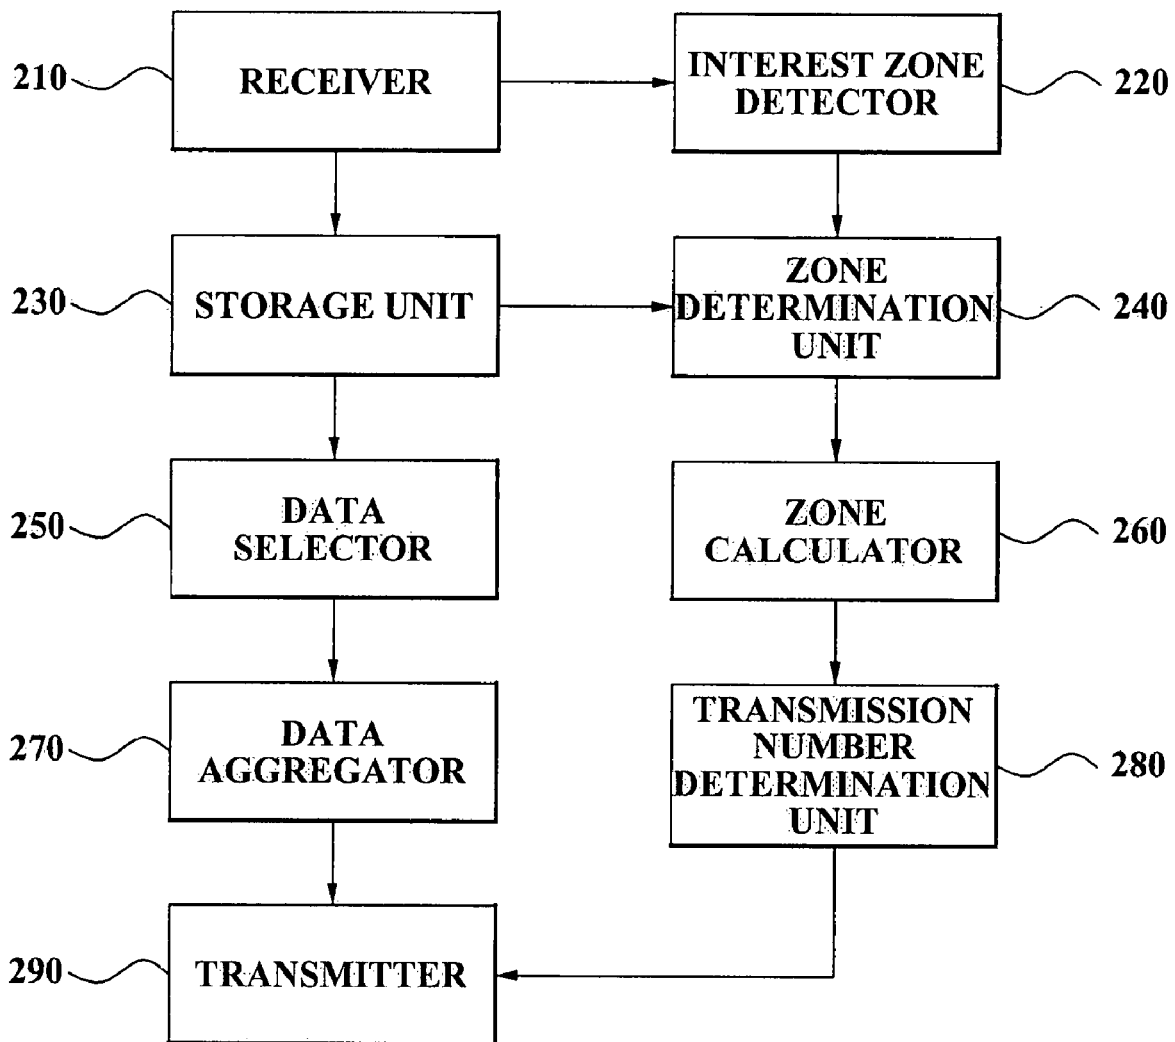 210
RECEIVER
INTEREST ZONE
DETECTOR
220
230
STORAGE UNIT
ZONE
DETERMINATION
UNIT
240
250
DATA
SELECTOR
ZONE
CALCULATOR
260
270
DATA
AGGREGATOR
TRANSMISSION
NUMBER
DETERMINATION
UNIT
280
290
TRANSMITTER